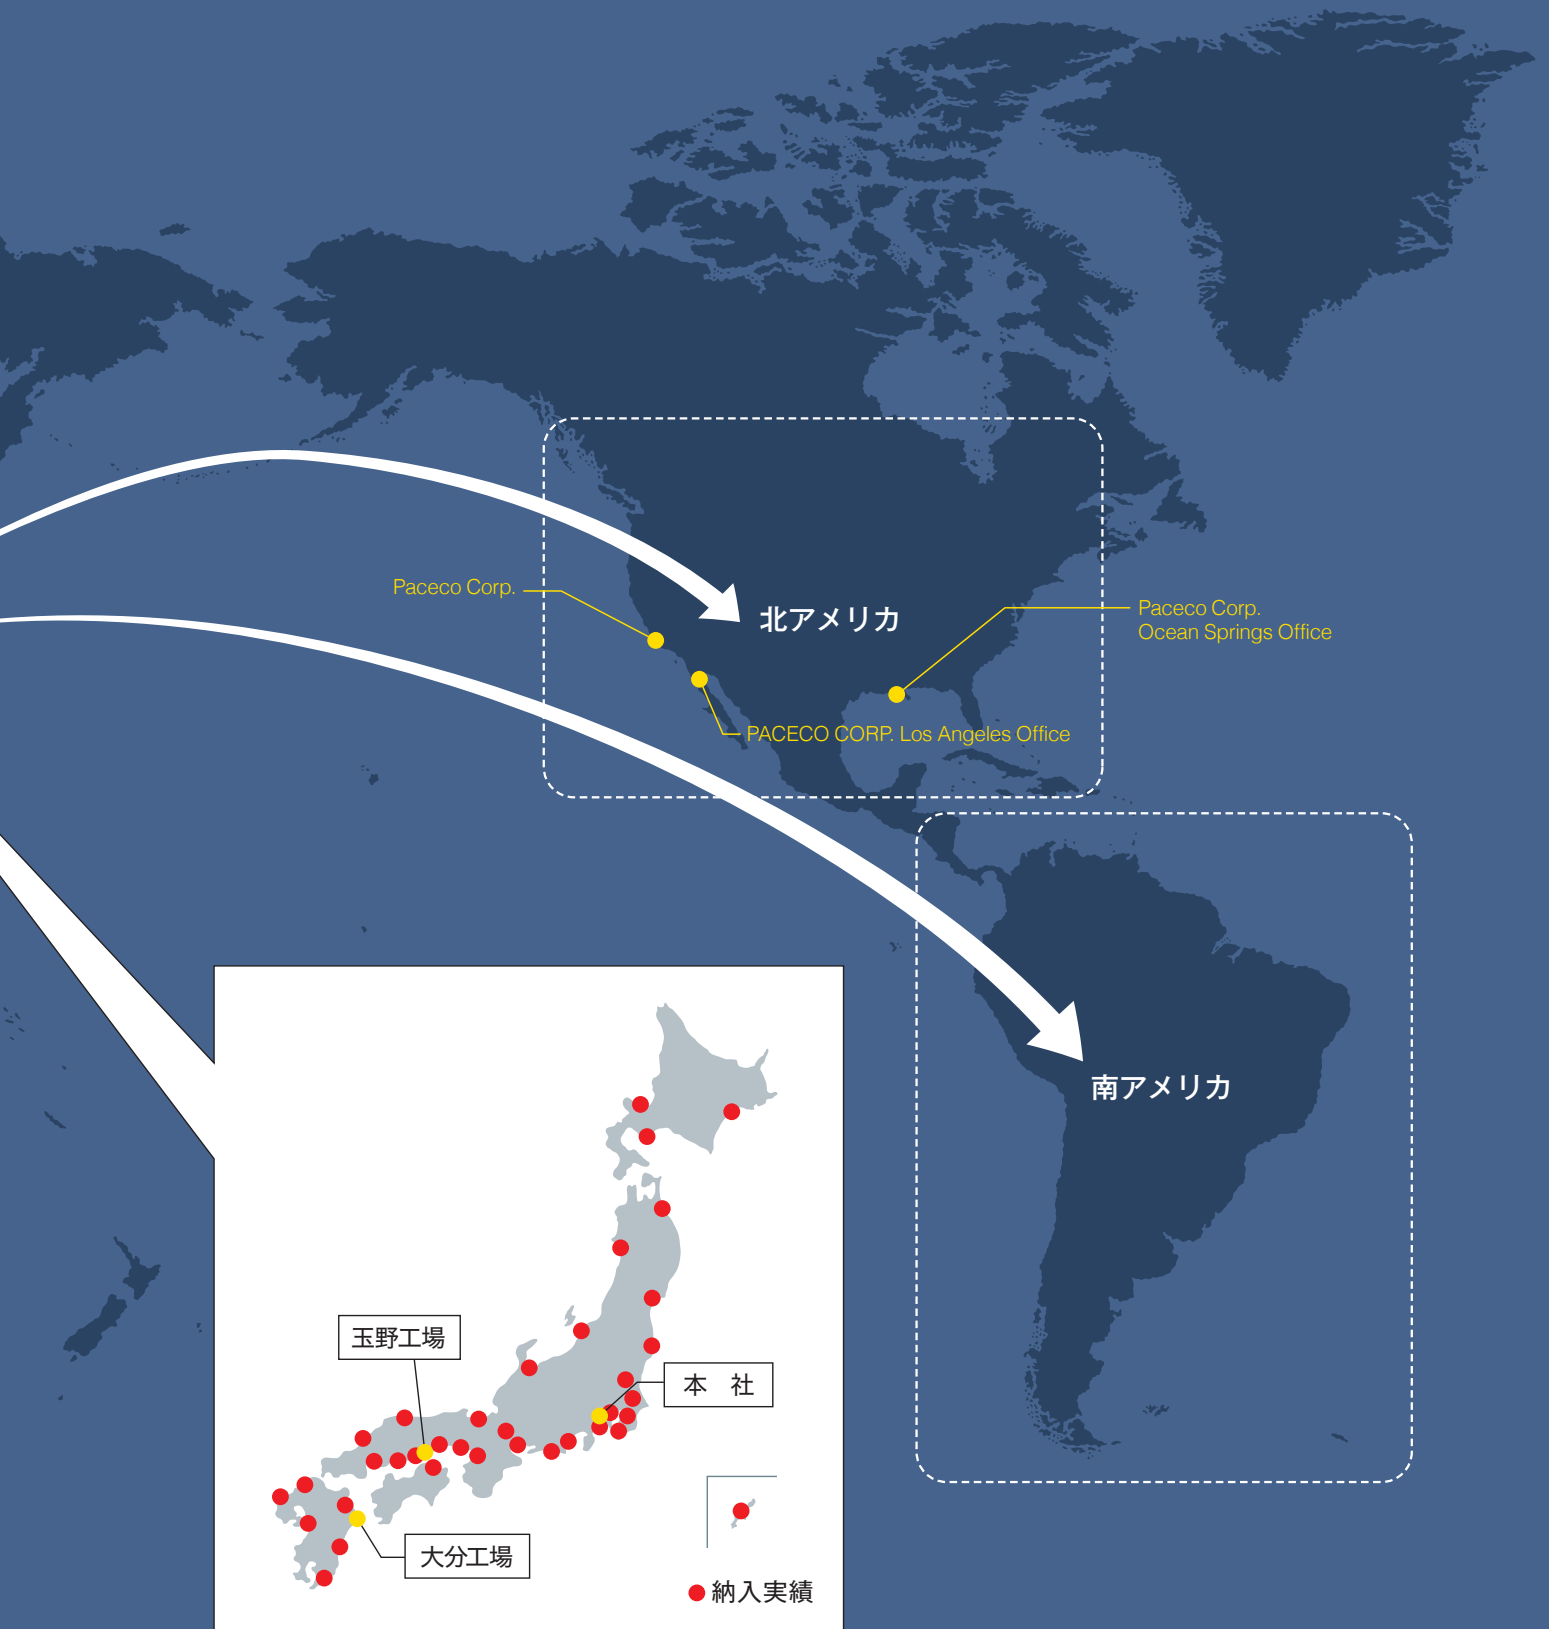 Paceco Corp.
北アメリカ
Paceco Corp.
Ocean Springs Office
PACECO CORP. Los Angeles Office
南アメリカ
玉野工場
本　社
大分工場
納入実績